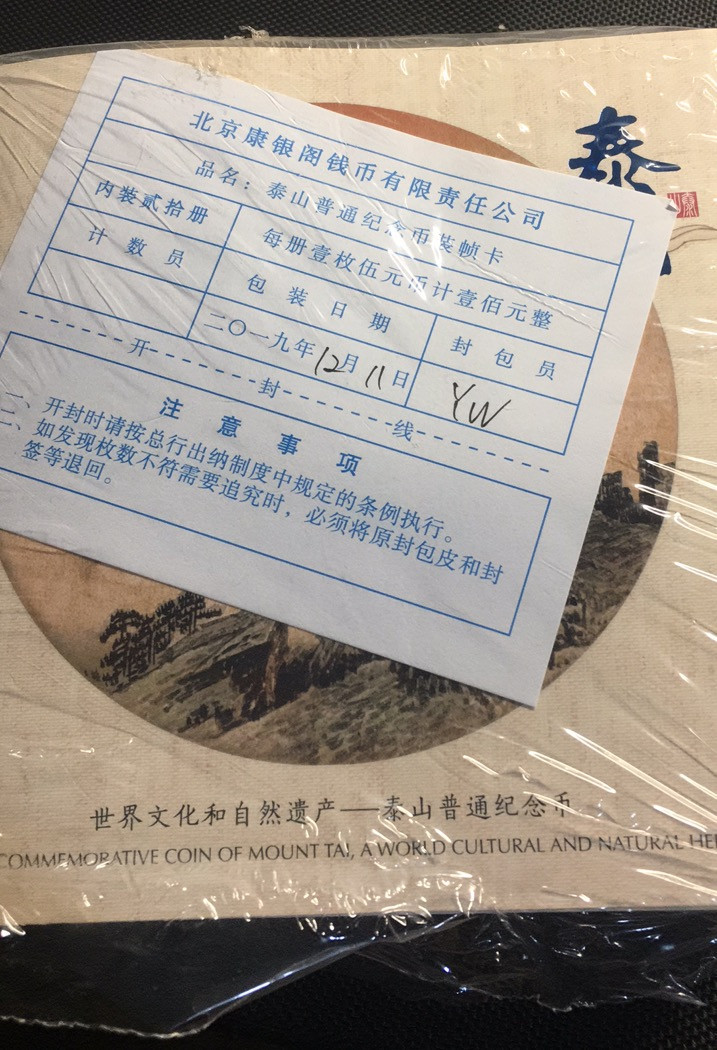 泰
北京康银阁钱币有限责任公司
品名：泰山普通纪念币装帧卡
内装贰拾册
每册壹枚伍元币计壹佰元整
计数员
包装日期
封包员
二〇一九年12月11日
YW
开封线
注意事项
一、开封时请按总行出纳制度中规定的条例执行。
二、如发现枚数不符需要追究时，必须将原封包皮和封
签等退回。
世界文化和自然遗产——泰山普通纪念币
COMMEMORATIVE COIN OF MOUNT TAI, A WORLD CULTURAL AND NATURAL HE